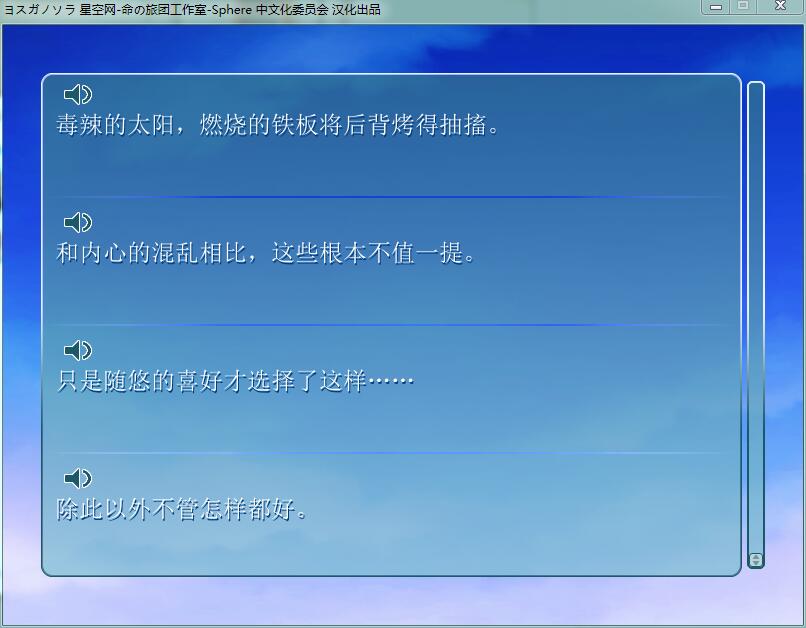 ヨスガノソラ 星空网-命の旅团工作室-Sphere 中文化委员会 汉化出品
毒辣的太阳，燃烧的铁板将后背烤得抽搐。
和内心的混乱相比，这些根本不值一提。
只是随悠的喜好才选择了这样……
除此以外不管怎样都好。